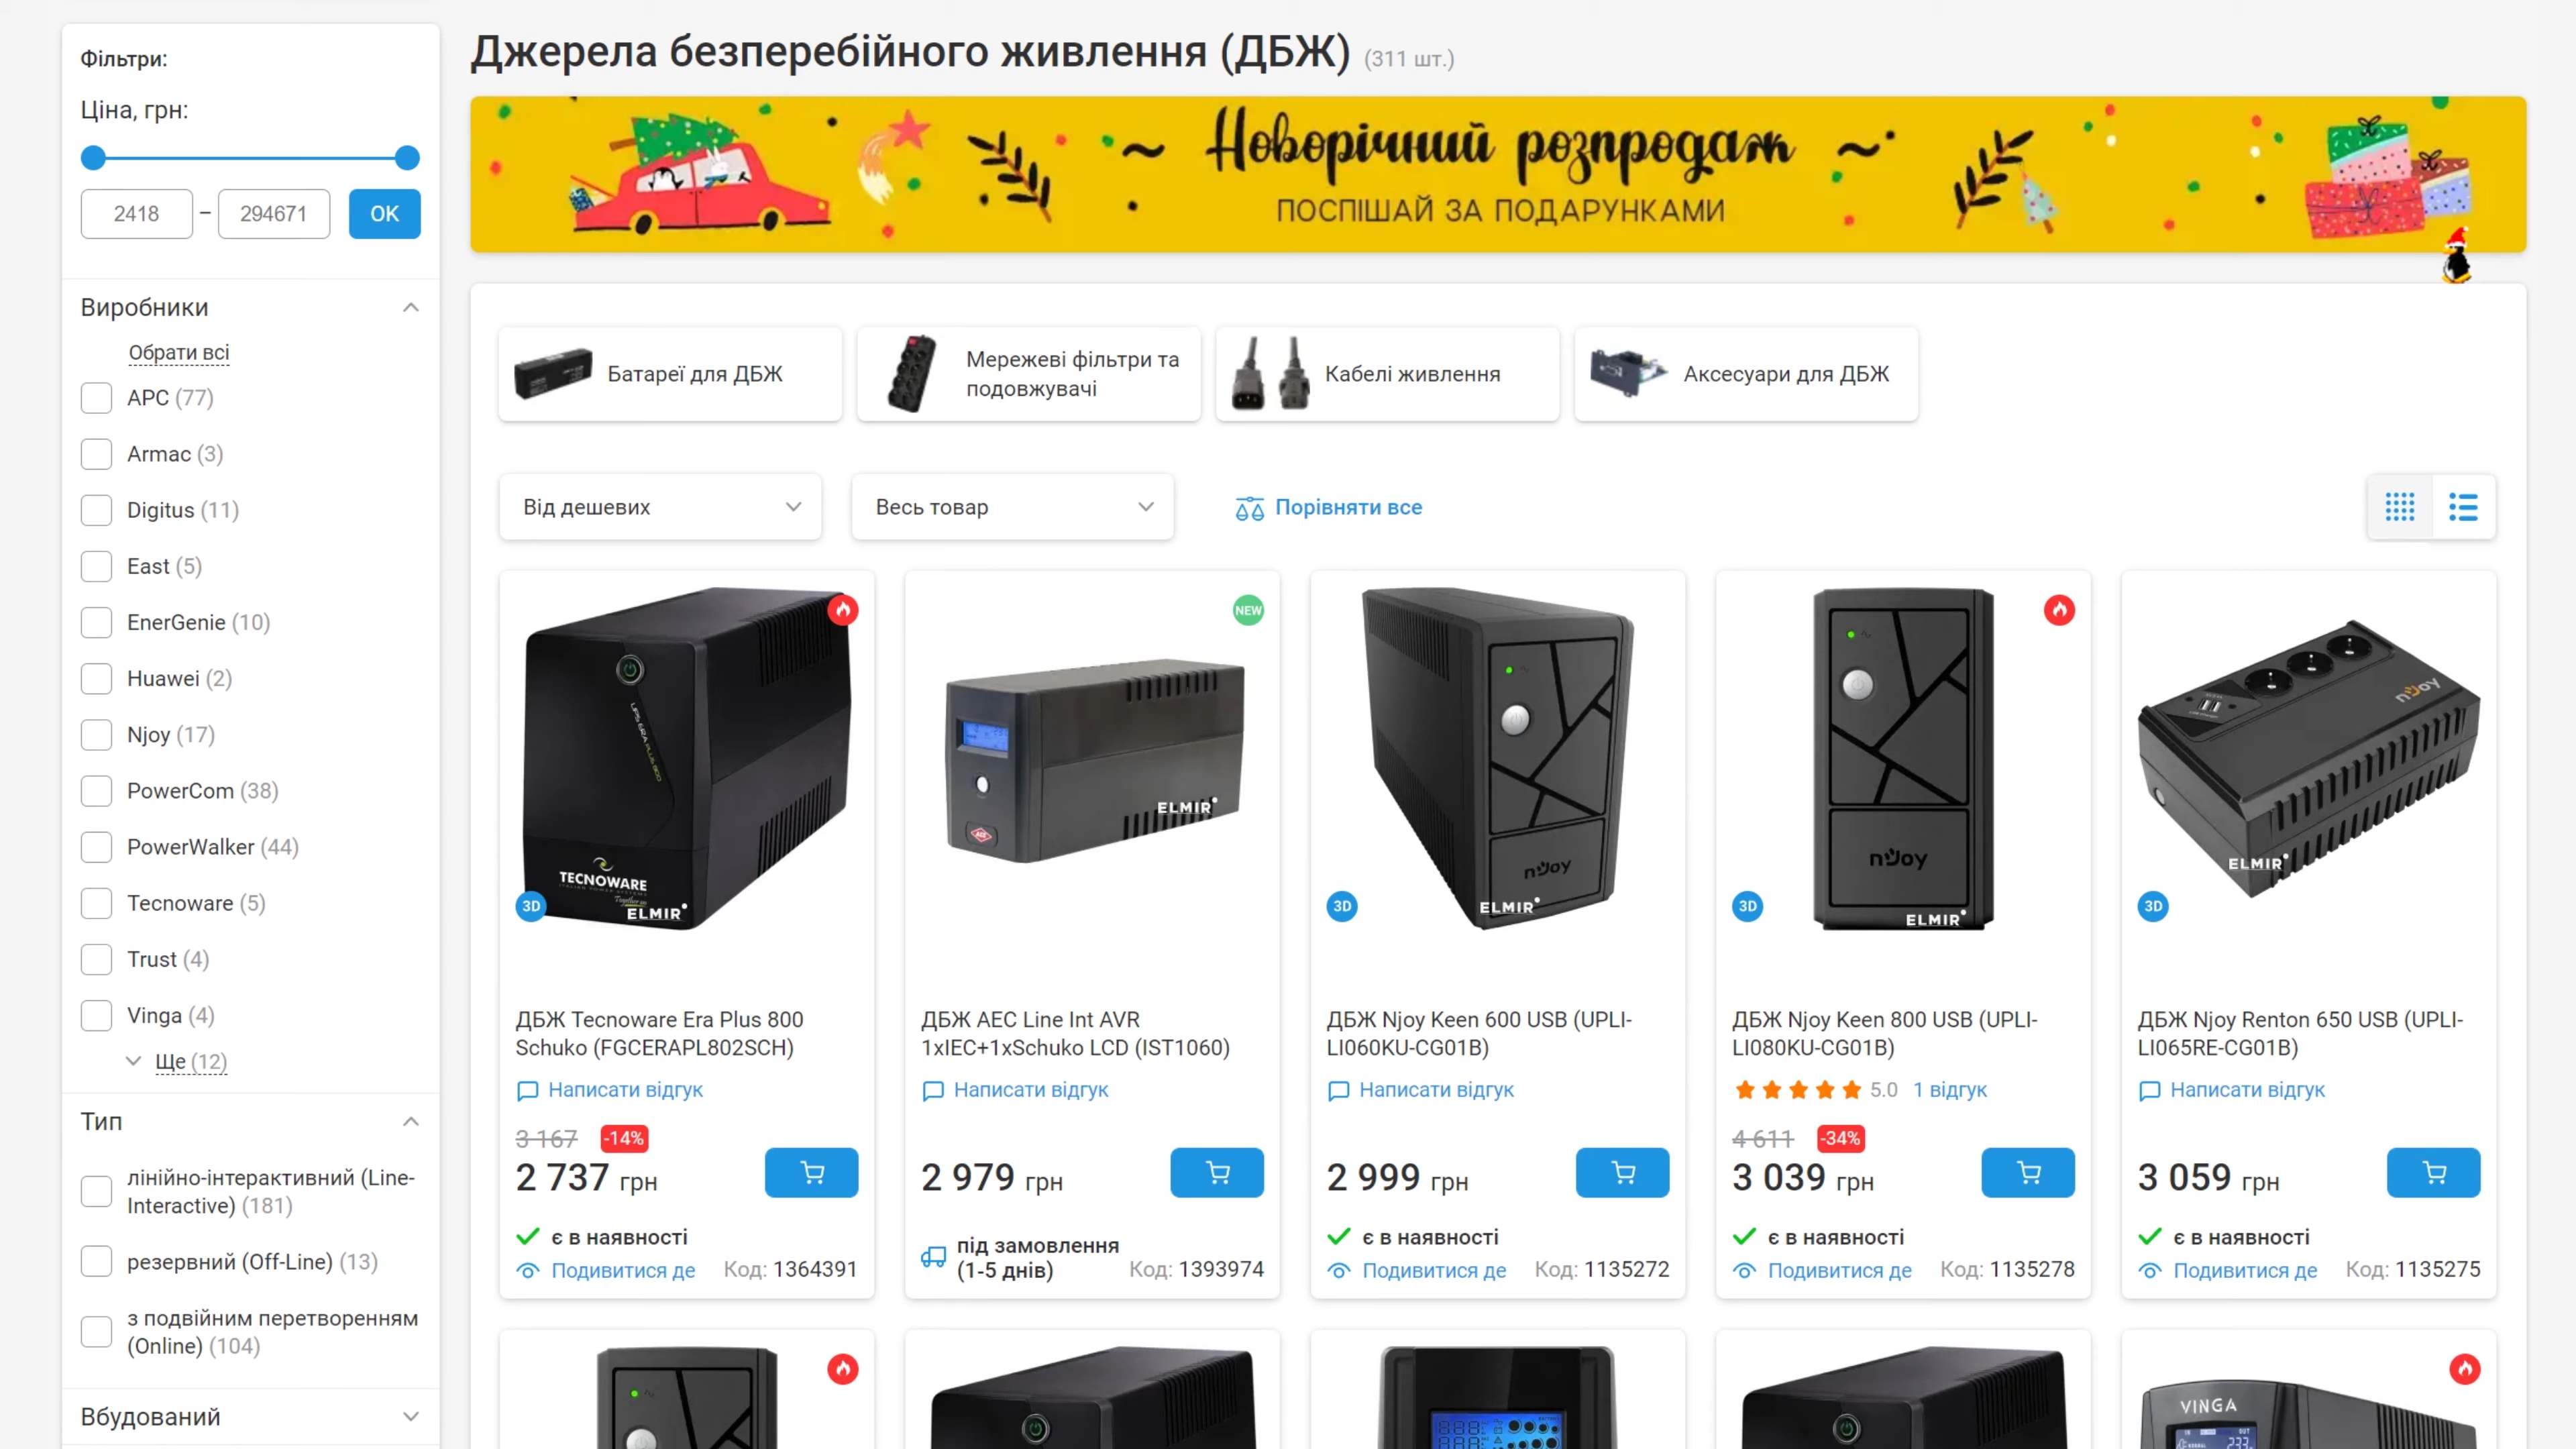 Фільтри:
Ціна, грн:
2418 – 294671 OK
Виробники
Обрати всі
APC (77)
Armac (3)
Digitus (11)
East (5)
EnerGenie (10)
Huawei (2)
Njoy (17)
PowerCom (38)
PowerWalker (44)
Tecnoware (5)
Trust (4)
Vinga (4)
Ще (12)
Тип
лінійно-інтерактивний (Line-
Interactive) (181)
резервний (Off-Line) (13)
з подвійним перетворенням
(Online) (104)
Вбудований
Джерела безперебійного живлення (ДБЖ) (311 шт.)
~ Новорічний розпродаж ~
ПОСПІШАЙ ЗА ПОДАРУНКАМИ
Батареї для ДБЖ
Мережеві фільтри та
подовжувачі
Кабелі живлення
Аксесуари для ДБЖ
Від дешевих
Весь товар
Порівняти все
UPS ERA PLUS 800
TECNOWARE
ELMIR
3D
ДБЖ Tecnoware Era Plus 800
Schuko (FGCERAPL802SCH)
Написати відгук
3 167 -14%
2 737 грн
є в наявності
Подивитися де Код: 1364391
NEW
AEG
ELMIR
ДБЖ AEC Line Int AVR
1xIEC+1xSchuko LCD (IST1060)
Написати відгук
2 979 грн
під замовлення
(1-5 днів) Код: 1393974
nJoy
ELMIR
3D
ДБЖ Njoy Keen 600 USB (UPLI-
LI060KU-CG01B)
Написати відгук
2 999 грн
є в наявності
Подивитися де Код: 1135272
nJoy
ELMIR
3D
ДБЖ Njoy Keen 800 USB (UPLI-
LI080KU-CG01B)
5.0 1 відгук
4 611 -34%
3 039 грн
є в наявності
Подивитися де Код: 1135278
nJoy
ELMIR
3D
ДБЖ Njoy Renton 650 USB (UPLI-
LI065RE-CG01B)
Написати відгук
3 059 грн
є в наявності
Подивитися де Код: 1135275
VINGA